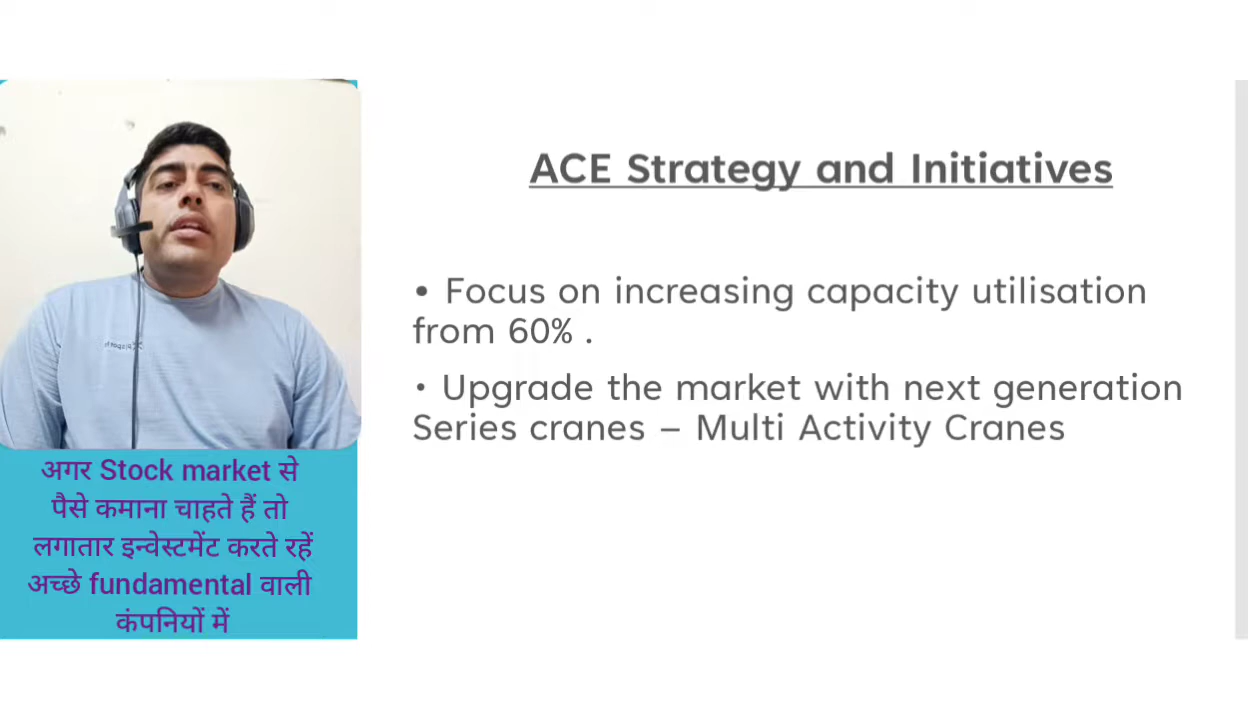 ACE Strategy and Initiatives
• Focus on increasing capacity utilisation
from 60% .
• Upgrade the market with next generation
Series cranes – Multi Activity Cranes
अगर Stock market से
पैसे कमाना चाहते हैं तो
लगातार इन्वेस्टमेंट करते रहें
अच्छे fundamental वाली
कंपनियों में